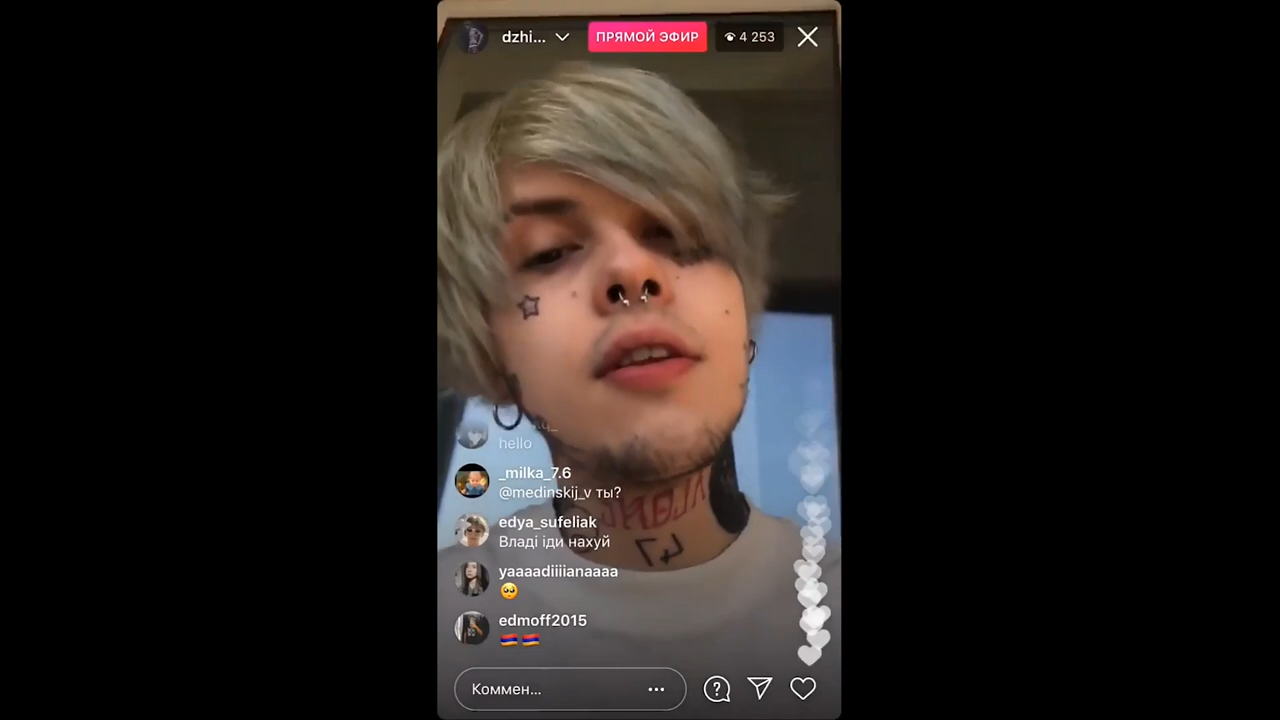 dzhi...
ПРЯМОЙ ЭФИР
4 253
hello
_milka_7.6
@medinskij_v ты?
edya_sufeliak
Владі іди нахуй
yaaaadiiiianaaaa
🥺
edmoff2015
🇦🇲🇦🇲
Коммен...